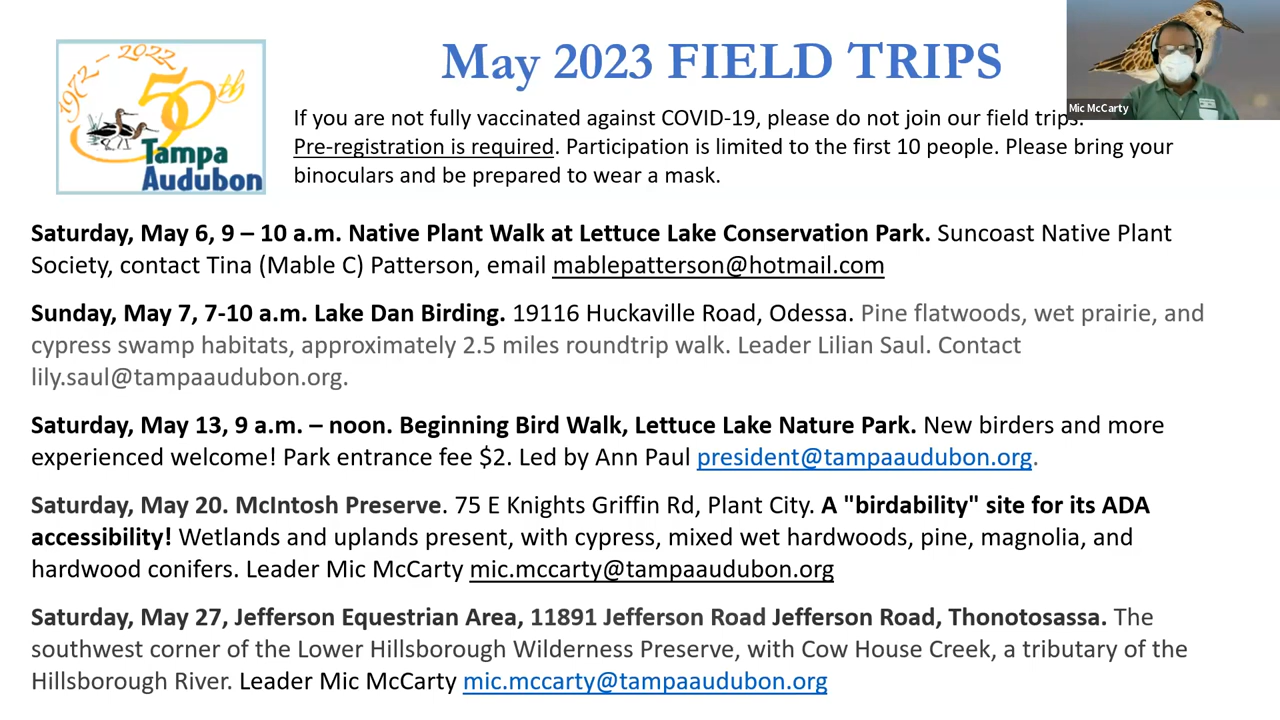 1972 – 2022
50th
Tampa
Audubon
May 2023 FIELD TRIPS
Mic McCarty
If you are not fully vaccinated against COVID-19, please do not join our field trips.
Pre-registration is required. Participation is limited to the first 10 people. Please bring your
binoculars and be prepared to wear a mask.
Saturday, May 6, 9 – 10 a.m. Native Plant Walk at Lettuce Lake Conservation Park. Suncoast Native Plant
Society, contact Tina (Mable C) Patterson, email mablepatterson@hotmail.com
Sunday, May 7, 7-10 a.m. Lake Dan Birding. 19116 Huckaville Road, Odessa. Pine flatwoods, wet prairie, and
cypress swamp habitats, approximately 2.5 miles roundtrip walk. Leader Lilian Saul. Contact
lily.saul@tampaaudubon.org.
Saturday, May 13, 9 a.m. – noon. Beginning Bird Walk, Lettuce Lake Nature Park. New birders and more
experienced welcome! Park entrance fee $2. Led by Ann Paul president@tampaaudubon.org.
Saturday, May 20. McIntosh Preserve. 75 E Knights Griffin Rd, Plant City. A "birdability" site for its ADA
accessibility! Wetlands and uplands present, with cypress, mixed wet hardwoods, pine, magnolia, and
hardwood conifers. Leader Mic McCarty mic.mccarty@tampaaudubon.org
Saturday, May 27, Jefferson Equestrian Area, 11891 Jefferson Road Jefferson Road, Thonotosassa. The
southwest corner of the Lower Hillsborough Wilderness Preserve, with Cow House Creek, a tributary of the
Hillsborough River. Leader Mic McCarty mic.mccarty@tampaaudubon.org